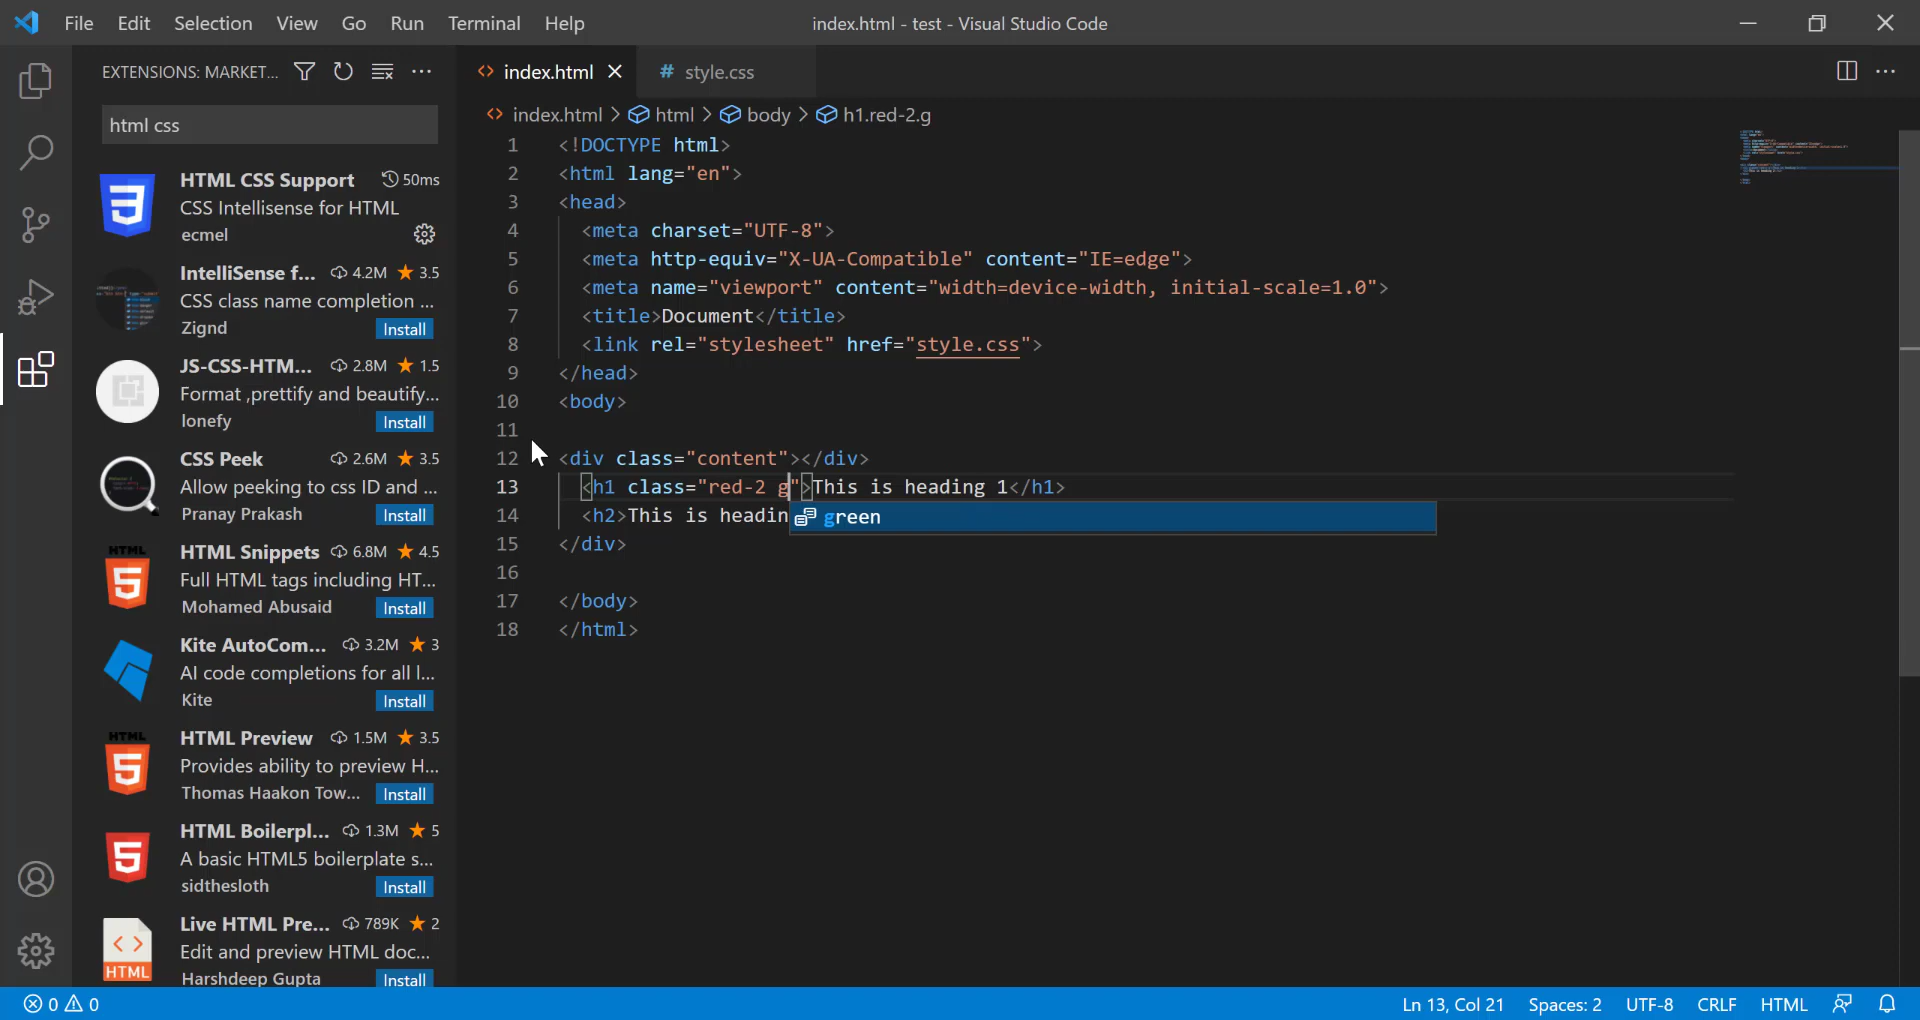 File Edit Selection View Go Run Terminal Help
index.html - test - Visual Studio Code
EXTENSIONS: MARKET...
html css
HTML CSS Support 50ms
CSS Intellisense for HTML
ecmel
IntelliSense f... 4.2M 3.5
CSS class name completion ...
Zignd Install
JS-CSS-HTM... 2.8M 1.5
Format ,prettify and beautify...
lonefy Install
CSS Peek 2.6M 3.5
Allow peeking to css ID and ...
Pranay Prakash Install
HTML Snippets 6.8M 4.5
Full HTML tags including HT...
Mohamed Abusaid Install
Kite AutoCom... 3.2M 3
AI code completions for all l...
Kite Install
HTML Preview 1.5M 3.5
Provides ability to preview H...
Thomas Haakon Tow... Install
HTML Boilerpl... 1.3M 5
A basic HTML5 boilerplate s...
sidthesloth Install
Live HTML Pre... 789K 2
Edit and preview HTML doc...
Harshdeep Gupta Install
HTML
5
HTML
5
5
HTML
index.html # style.css
index.html > html > body > h1.red-2.g
1 <!DOCTYPE html>
2 <html lang="en">
3 <head>
4 <meta charset="UTF-8">
5 <meta http-equiv="X-UA-Compatible" content="IE=edge">
6 <meta name="viewport" content="width=device-width, initial-scale=1.0">
7 <title>Document</title>
8 <link rel="stylesheet" href="style.css">
9 </head>
10 <body>
11
12 <div class="content"></div>
13 <h1 class="red-2 g">This is heading 1</h1>
14 <h2>This is headin
green
15 </div>
16
17 </body>
18 </html>
0 0
Ln 13, Col 21 Spaces: 2 UTF-8 CRLF HTML